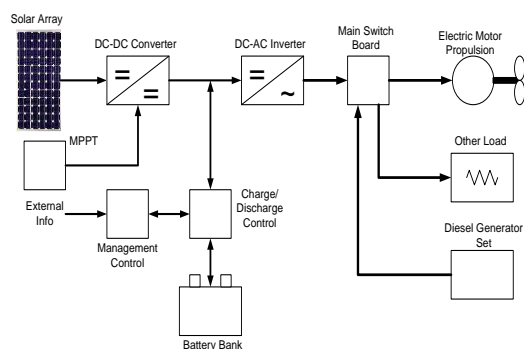 Solar Array
DC-DC Converter
DC-AC Inverter
Main Switch
Board
Electric Motor
Propulsion
=
=
=
~
MPPT
Other Load
External
Info
Management
Control
Charge/
Discharge
Control
Diesel Generator
Set
Battery Bank